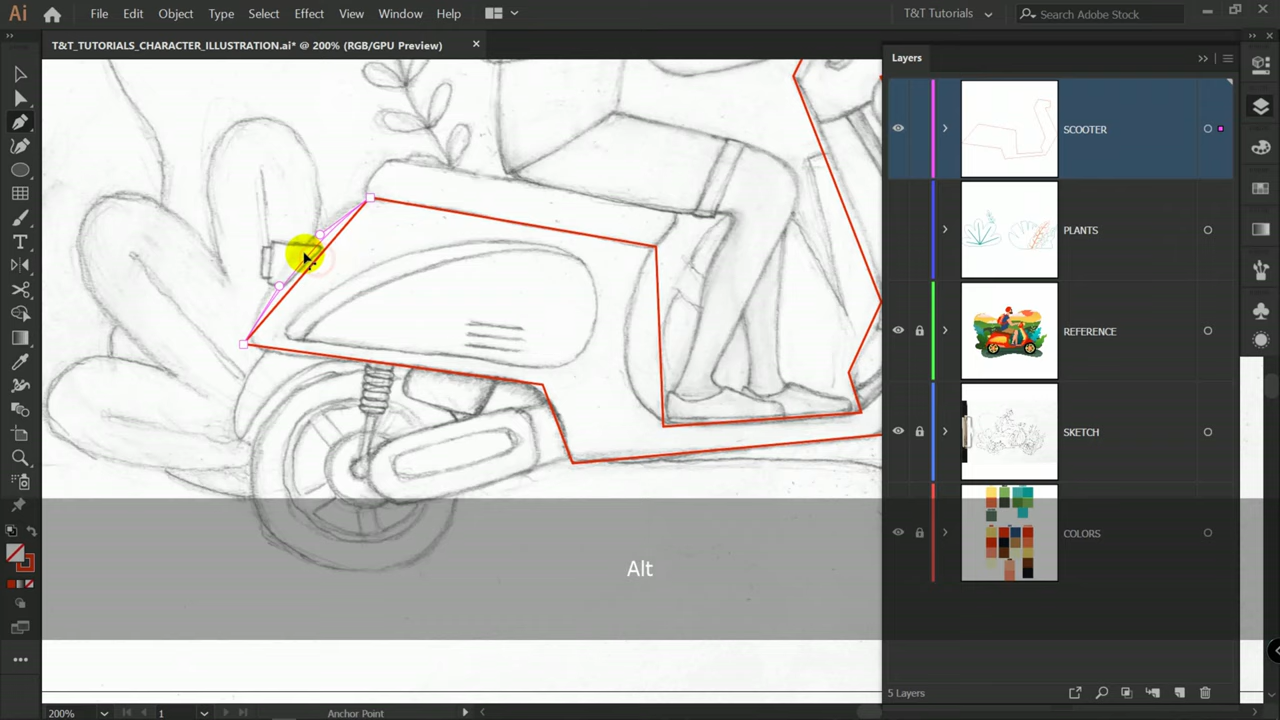 Ai File Edit Object Type Select Effect View Window Help T&T Tutorials Search Adobe Stock
T&T_TUTORIALS_CHARACTER_ILLUSTRATION.ai* @ 200% (RGB/GPU Preview)
Layers
SCOOTER
PLANTS
REFERENCE
SKETCH
COLORS
Alt
5 Layers
200% 1 Anchor Point